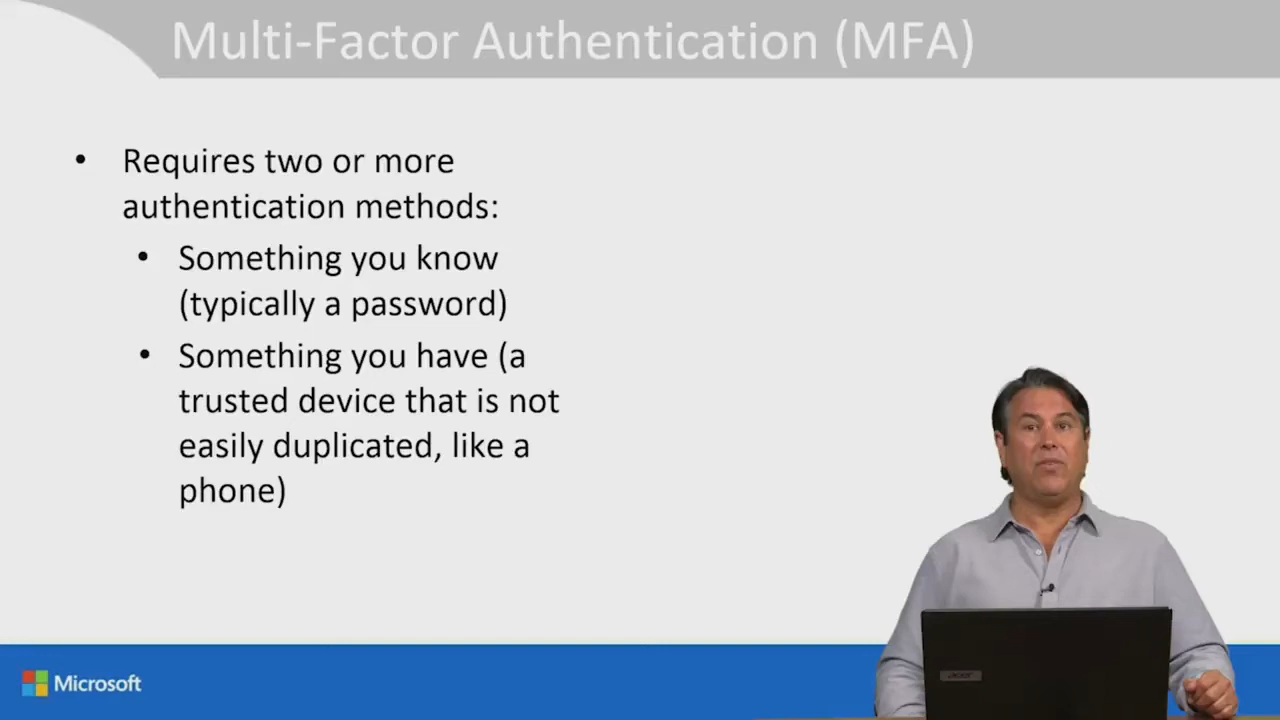 Multi-Factor Authentication (MFA)
• Requires two or more
authentication methods:
• Something you know
(typically a password)
• Something you have (a
trusted device that is not
easily duplicated, like a
phone)
Microsoft
acer